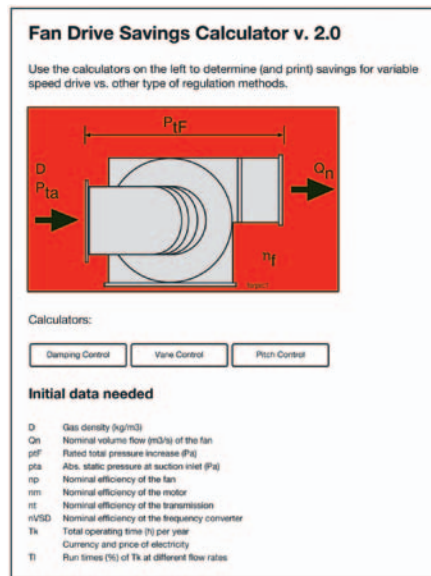 Fan Drive Savings Calculator v. 2.0
Use the calculators on the left to determine (and print) savings for variable
speed drive vs. other type of regulation methods.
PtF
D
Pta
Qn
nf
Calculators:
Damping Control
Vane Control
Pitch Control
Initial data needed
D Gas density (kg/m3)
Qn Nominal volume flow (m3/s) of the fan
ptF Rated total pressure increase (Pa)
pta Abs. static pressure at suction inlet (Pa)
np Nominal efficiency of the fan
nm Nominal efficiency of the motor
nt Nominal efficiency of the transmission
nVSD Nominal efficiency of the frequency converter
Tk Total operating time (h) per year
Currency and price of electricity
Tl Run times (%) of Tk at different flow rates